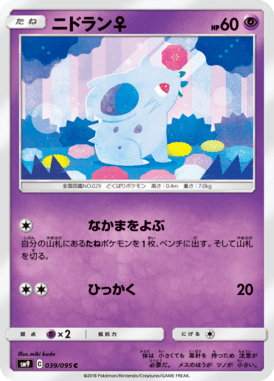 たね ニドラン♀ HP60
全国図鑑NO.029 どくばりポケモン 高さ:0.4m 重さ:7.0kg
なかまをよぶ
自分の山札にあるたねポケモンを1枚、ベンチに出す。そして山札を切る。
ひっかく 20
弱点 ×2 抵抗力 にげる
Illus. miki kudo
体は 小さくても 毒針を 持つため 注意が
必要だ。 メスのほうが ツノが 小さい。
G 039/095 C
©2018 Pokémon/Nintendo/Creatures/GAME FREAK.